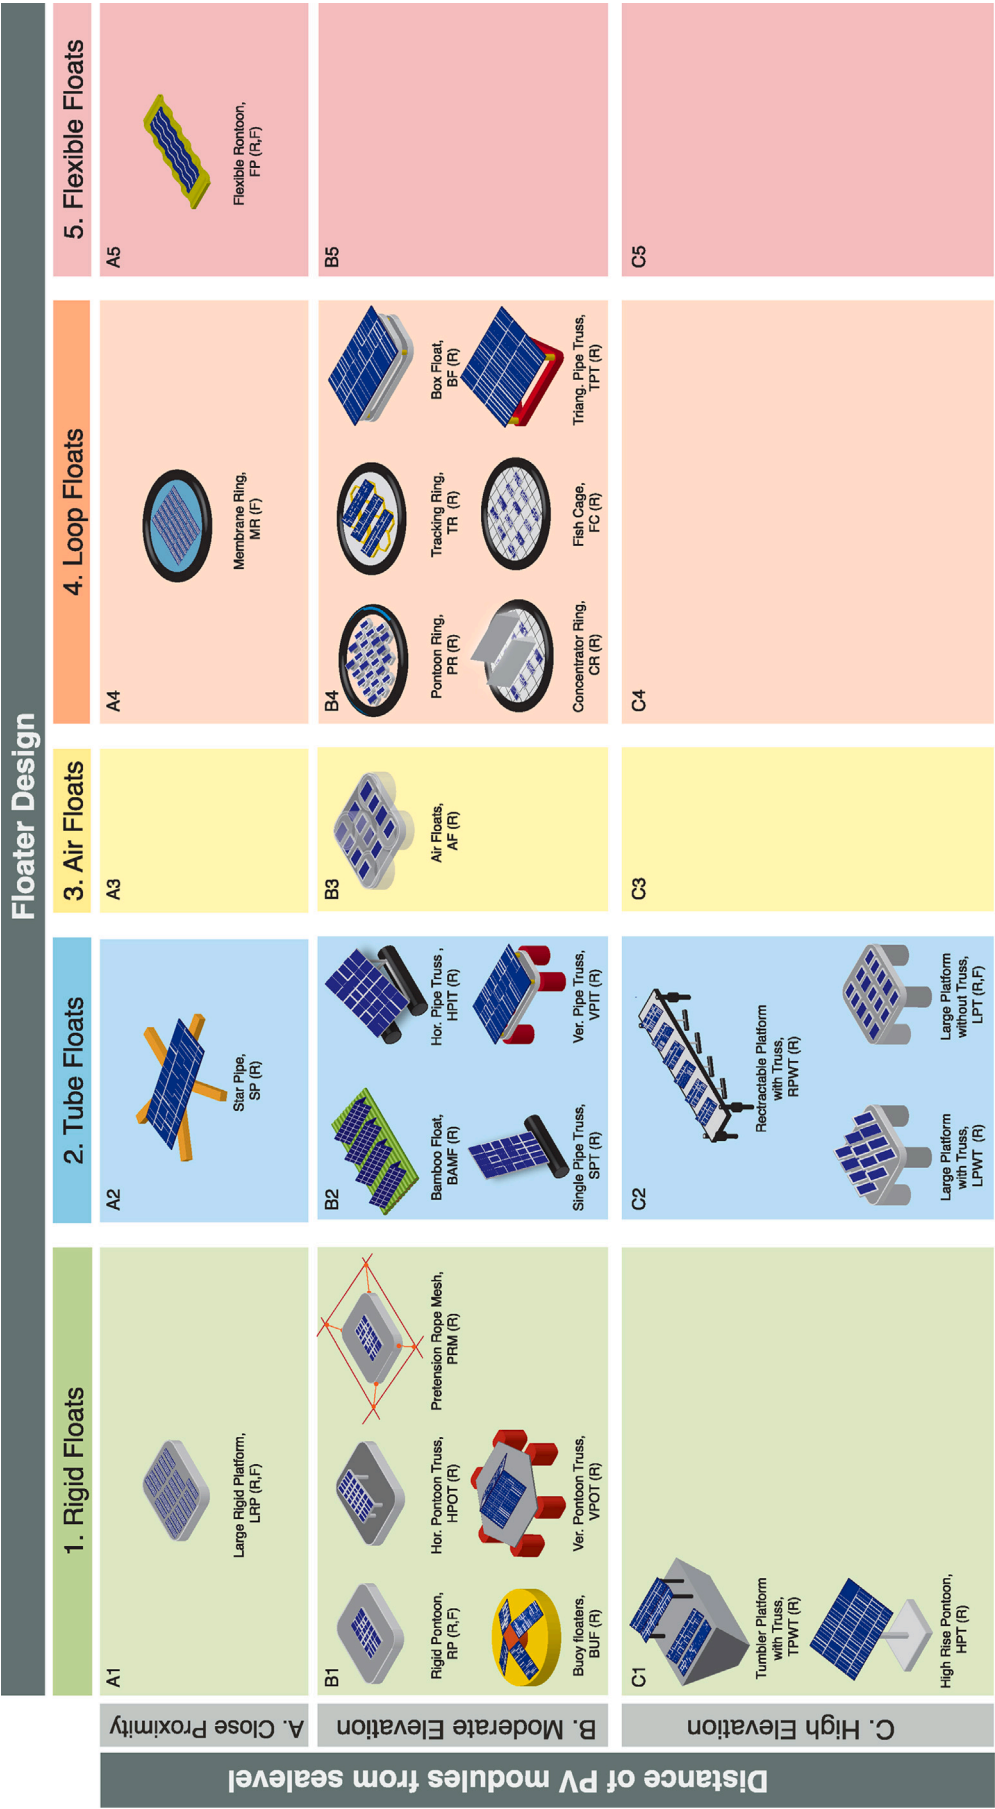 Floater Design
1. Rigid Floats
2. Tube Floats
3. Air Floats
4. Loop Floats
5. Flexible Floats
Distance of PV modules from sealevel
A. Close Proximity
A1
Large Rigid Platform,
LRP (R,F)
A2
Star Pipe,
SP (R)
A3
A4
Membrane Ring,
MR (F)
A5
Flexible Rontoon,
FP (R,F)
B. Moderate Elevation
B1
Rigid Pontoon,
RP (R,F)
Hor. Pontoon Truss,
HPOT (R)
Pretension Rope Mesh,
PRM (R)
Buoy floaters,
BUF (R)
Ver. Pontoon Truss,
VPOT (R)
B2
Bamboo Float,
BAMF (R)
Hor. Pipe Truss ,
HPIT (R)
Single Pipe Truss,
SPT (R)
Ver. Pipe Truss,
VPIT (R)
B3
Air Floats,
AF (R)
B4
Pontoon Ring,
PR (R)
Tracking Ring,
TR (R)
Box Float,
BF (R)
Concentrator Ring,
CR (R)
Fish Cage,
FC (R)
Triang. Pipe Truss,
TPT (R)
B5
C. High Elevation
C1
Tumbler Platform
with Truss,
TPWT (R)
High Rise Pontoon,
HPT (R)
C2
Rectractable Platform
with Truss,
RPWT (R)
Large Platform
with Truss,
LPWT (R)
Large Platform
without Truss,
LPT (R,F)
C3
C4
C5